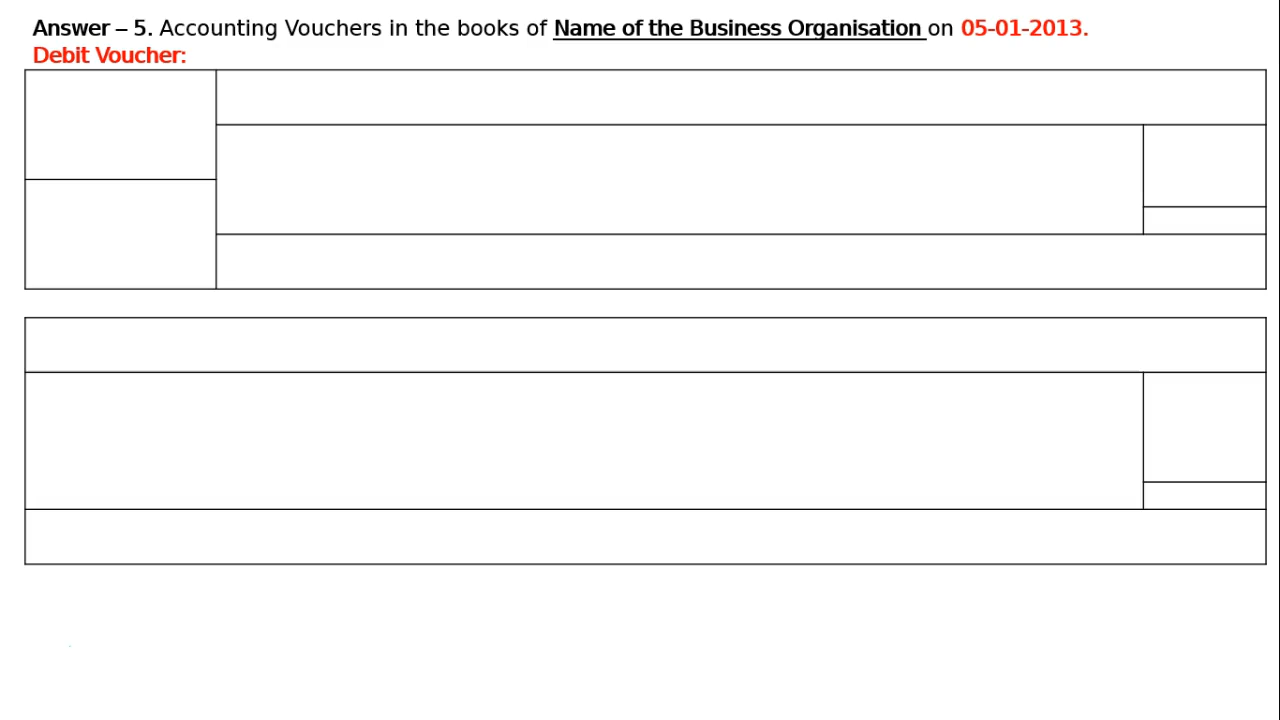 Answer – 5. Accounting Vouchers in the books of Name of the Business Organisation on 05-01-2013.
Debit Voucher: